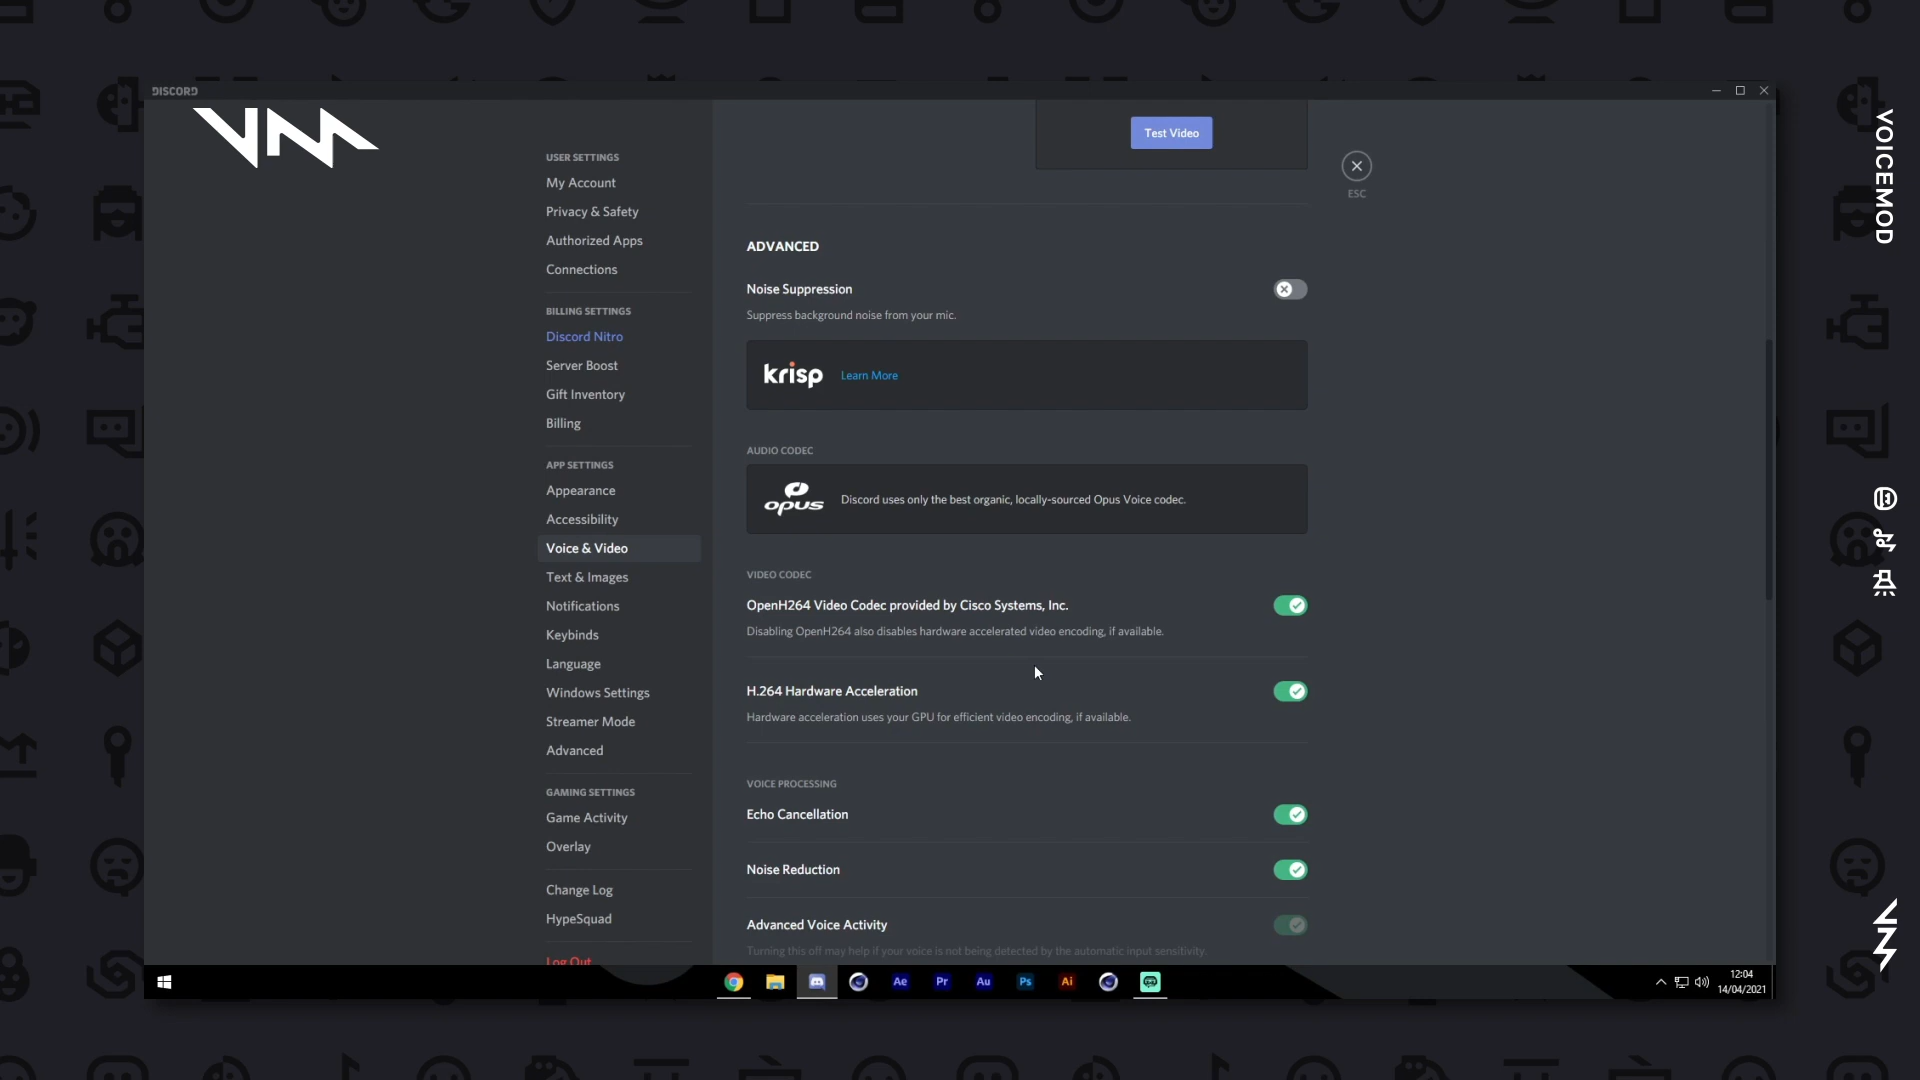 DISCORD
VM
USER SETTINGS
My Account
Privacy & Safety
Authorized Apps
Connections
BILLING SETTINGS
Discord Nitro
Server Boost
Gift Inventory
Billing
APP SETTINGS
Appearance
Accessibility
Voice & Video
Text & Images
Notifications
Keybinds
Language
Windows Settings
Streamer Mode
Advanced
GAMING SETTINGS
Game Activity
Overlay
Change Log
HypeSquad
Log Out
Test Video
ESC
ADVANCED
Noise Suppression
Suppress background noise from your mic.
krisp Learn More
AUDIO CODEC
opus Discord uses only the best organic, locally-sourced Opus Voice codec.
VIDEO CODEC
OpenH264 Video Codec provided by Cisco Systems, Inc.
Disabling OpenH264 also disables hardware accelerated video encoding, if available.
H.264 Hardware Acceleration
Hardware acceleration uses your GPU for efficient video encoding, if available.
VOICE PROCESSING
Echo Cancellation
Noise Reduction
Advanced Voice Activity
Turning this off may help if your voice is not being detected by the automatic input sensitivity.
Ae Pr Au Ps Ai
12:04
14/04/2021
VOICEMOD